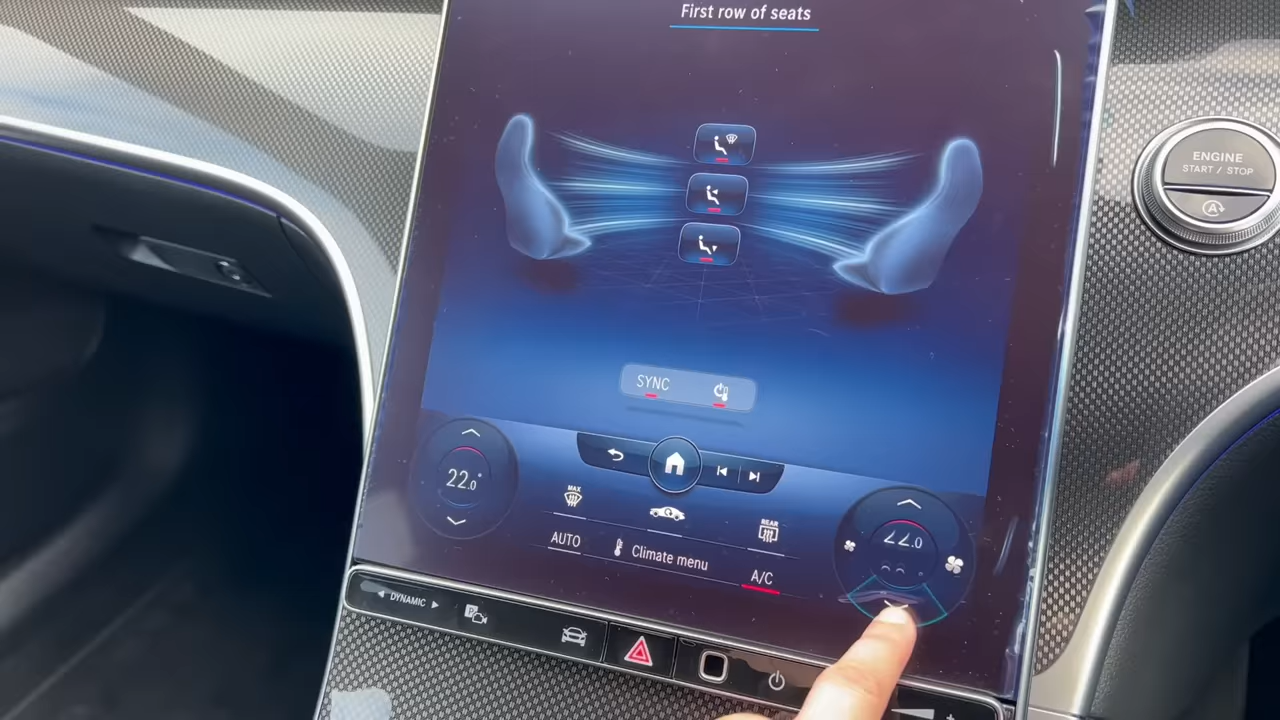 First row of seats
ENGINE
START / STOP
A
SYNC
22.0°
MAX
REAR
22.0
AUTO
Climate menu
A/C
DYNAMIC
P